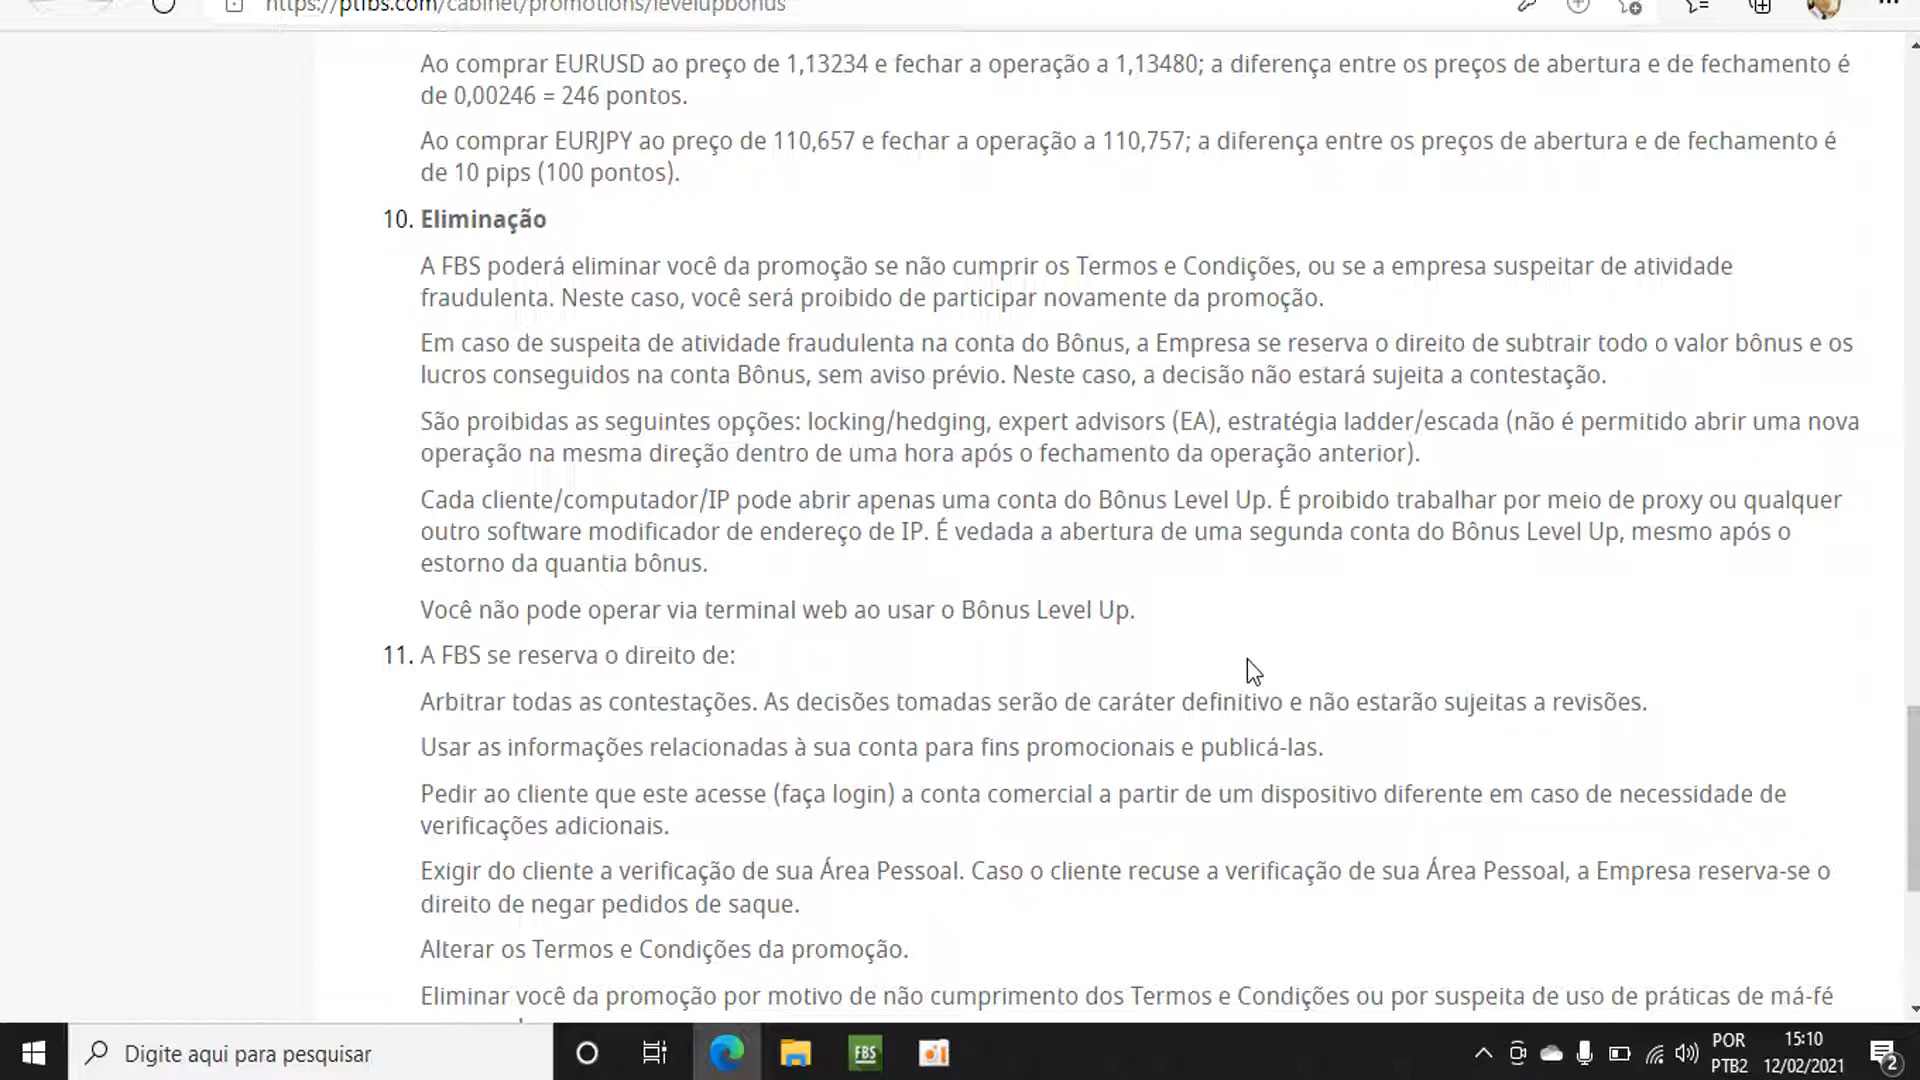 https://ptfbs.com/cabinet/promotions/levelupbonus
Ao comprar EURUSD ao preço de 1,13234 e fechar a operação a 1,13480; a diferença entre os preços de abertura e de fechamento é
de 0,00246 = 246 pontos.
Ao comprar EURJPY ao preço de 110,657 e fechar a operação a 110,757; a diferença entre os preços de abertura e de fechamento é
de 10 pips (100 pontos).
10. Eliminação
A FBS poderá eliminar você da promoção se não cumprir os Termos e Condições, ou se a empresa suspeitar de atividade
fraudulenta. Neste caso, você será proibido de participar novamente da promoção.
Em caso de suspeita de atividade fraudulenta na conta do Bônus, a Empresa se reserva o direito de subtrair todo o valor bônus e os
lucros conseguidos na conta Bônus, sem aviso prévio. Neste caso, a decisão não estará sujeita a contestação.
São proibidas as seguintes opções: locking/hedging, expert advisors (EA), estratégia ladder/escada (não é permitido abrir uma nova
operação na mesma direção dentro de uma hora após o fechamento da operação anterior).
Cada cliente/computador/IP pode abrir apenas uma conta do Bônus Level Up. É proibido trabalhar por meio de proxy ou qualquer
outro software modificador de endereço de IP. É vedada a abertura de uma segunda conta do Bônus Level Up, mesmo após o
estorno da quantia bônus.
Você não pode operar via terminal web ao usar o Bônus Level Up.
11. A FBS se reserva o direito de:
Arbitrar todas as contestações. As decisões tomadas serão de caráter definitivo e não estarão sujeitas a revisões.
Usar as informações relacionadas à sua conta para fins promocionais e publicá-las.
Pedir ao cliente que este acesse (faça login) a conta comercial a partir de um dispositivo diferente em caso de necessidade de
verificações adicionais.
Exigir do cliente a verificação de sua Área Pessoal. Caso o cliente recuse a verificação de sua Área Pessoal, a Empresa reserva-se o
direito de negar pedidos de saque.
Alterar os Termos e Condições da promoção.
Eliminar você da promoção por motivo de não cumprimento dos Termos e Condições ou por suspeita de uso de práticas de má-fé
Digite aqui para pesquisar
FBS
POR
PTB2
15:10
12/02/2021
2